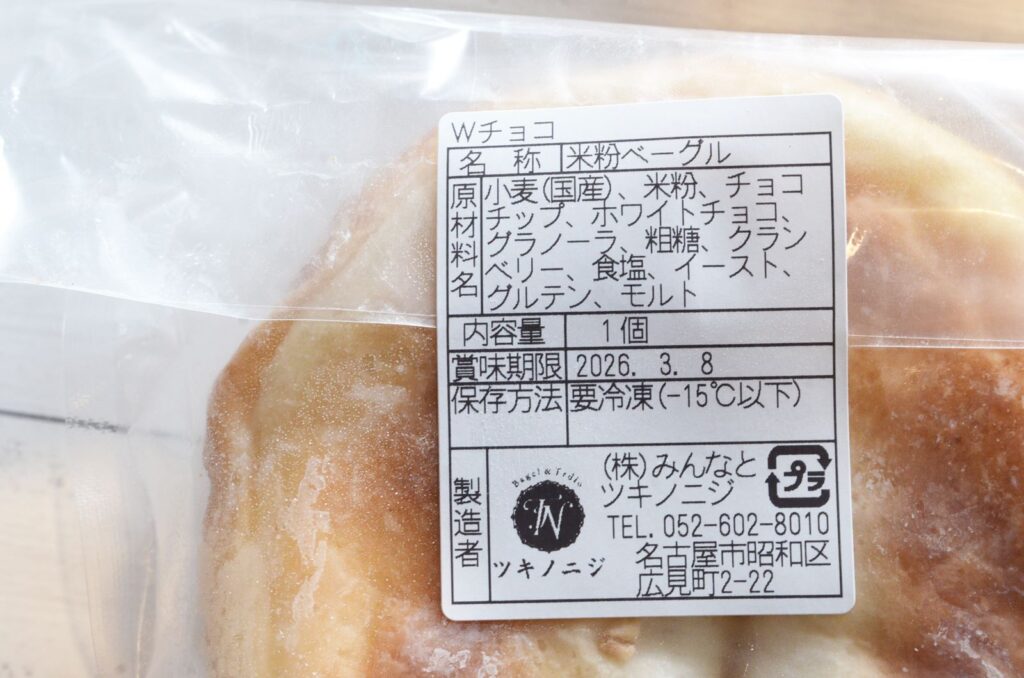 Wチョコ
名称 米粉ベーグル
原材料名 小麦(国産)、米粉、チョコ
チップ、ホワイトチョコ、
グラノーラ、粗糖、クラン
ベリー、食塩、イースト、
グルテン、モルト
内容量 1個
賞味期限 2026. 3. 8
保存方法 要冷凍(-15℃以下)
製造者
Bagel &
ツキノニジ
(株)みんなと
ツキノニジ
プラ
TEL. 052-602-8010
名古屋市昭和区
広見町2-22